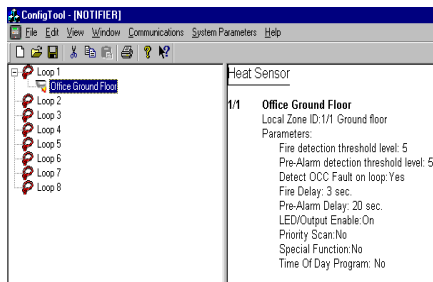 ConfigTool - [NOTIFIER]
File Edit View Window Communications System Parameters Help
Loop 1
Office Ground Floor
Loop 2
Loop 3
Loop 4
Loop 5
Loop 6
Loop 7
Loop 8
Heat Sensor
1/1 Office Ground Floor
Local Zone ID:1/1 Ground floor
Parameters:
Fire detection threshold level: 5
Pre-Alarm detection threshold level: 5
Detect OCC Fault on loop:Yes
Fire Delay: 3 sec.
Pre-Alarm Delay: 20 sec.
LED/Output Enable:On
Priority Scan:No
Special Function:No
Time Of Day Program: No